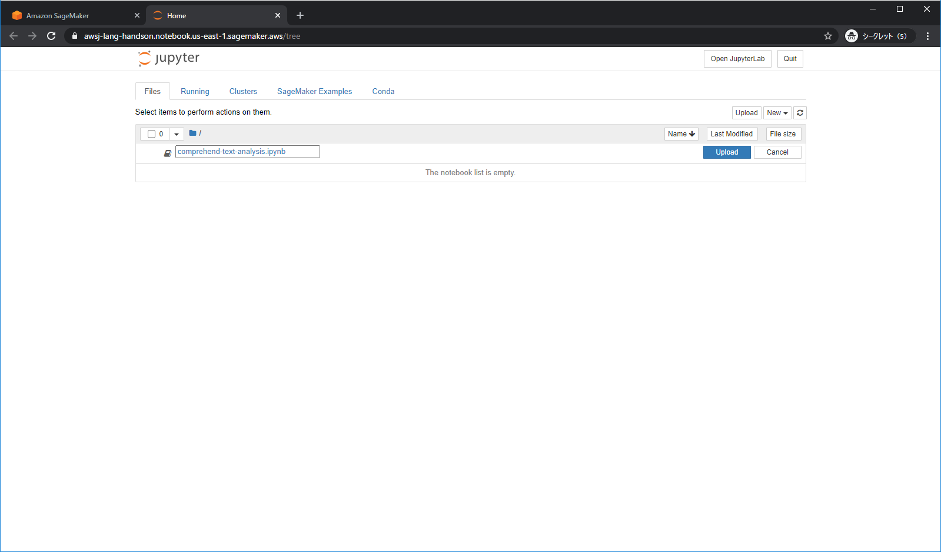 Amazon SageMaker
Home
awsj-lang-handson.notebook.us-east-1.sagemaker.aws/tree
シークレット (5)
jupyter
Open JupyterLab
Quit
Files
Running
Clusters
SageMaker Examples
Conda
Select items to perform actions on them.
Upload
New
0
/
Name
Last Modified
File size
comprehend-text-analysis.ipynb
Upload
Cancel
The notebook list is empty.